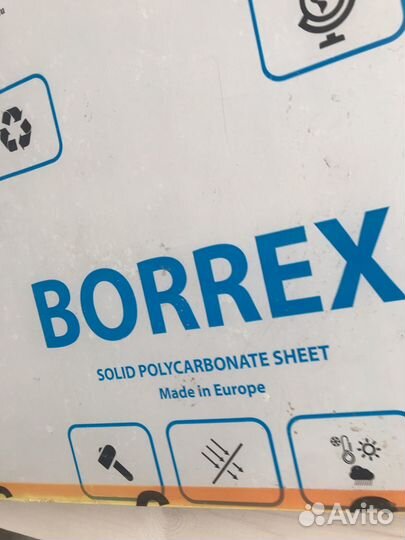 BORREX
SOLID POLYCARBONATE SHEET
Made in Europe
Avito